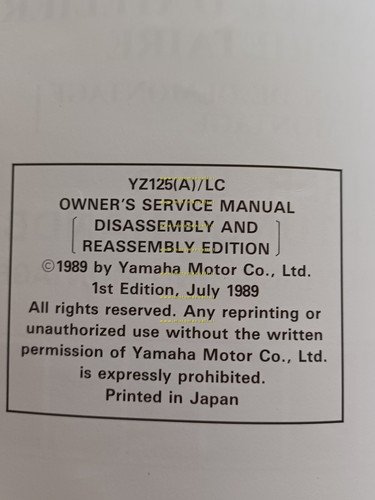 YZ125(A)/LC
OWNER'S SERVICE MANUAL
DISASSEMBLY AND
REASSEMBLY EDITION
©1989 by Yamaha Motor Co., Ltd.
1st Edition, July 1989
All rights reserved. Any reprinting or
unauthorized use without the written
permission of Yamaha Motor Co., Ltd.
is expressly prohibited.
Printed in Japan